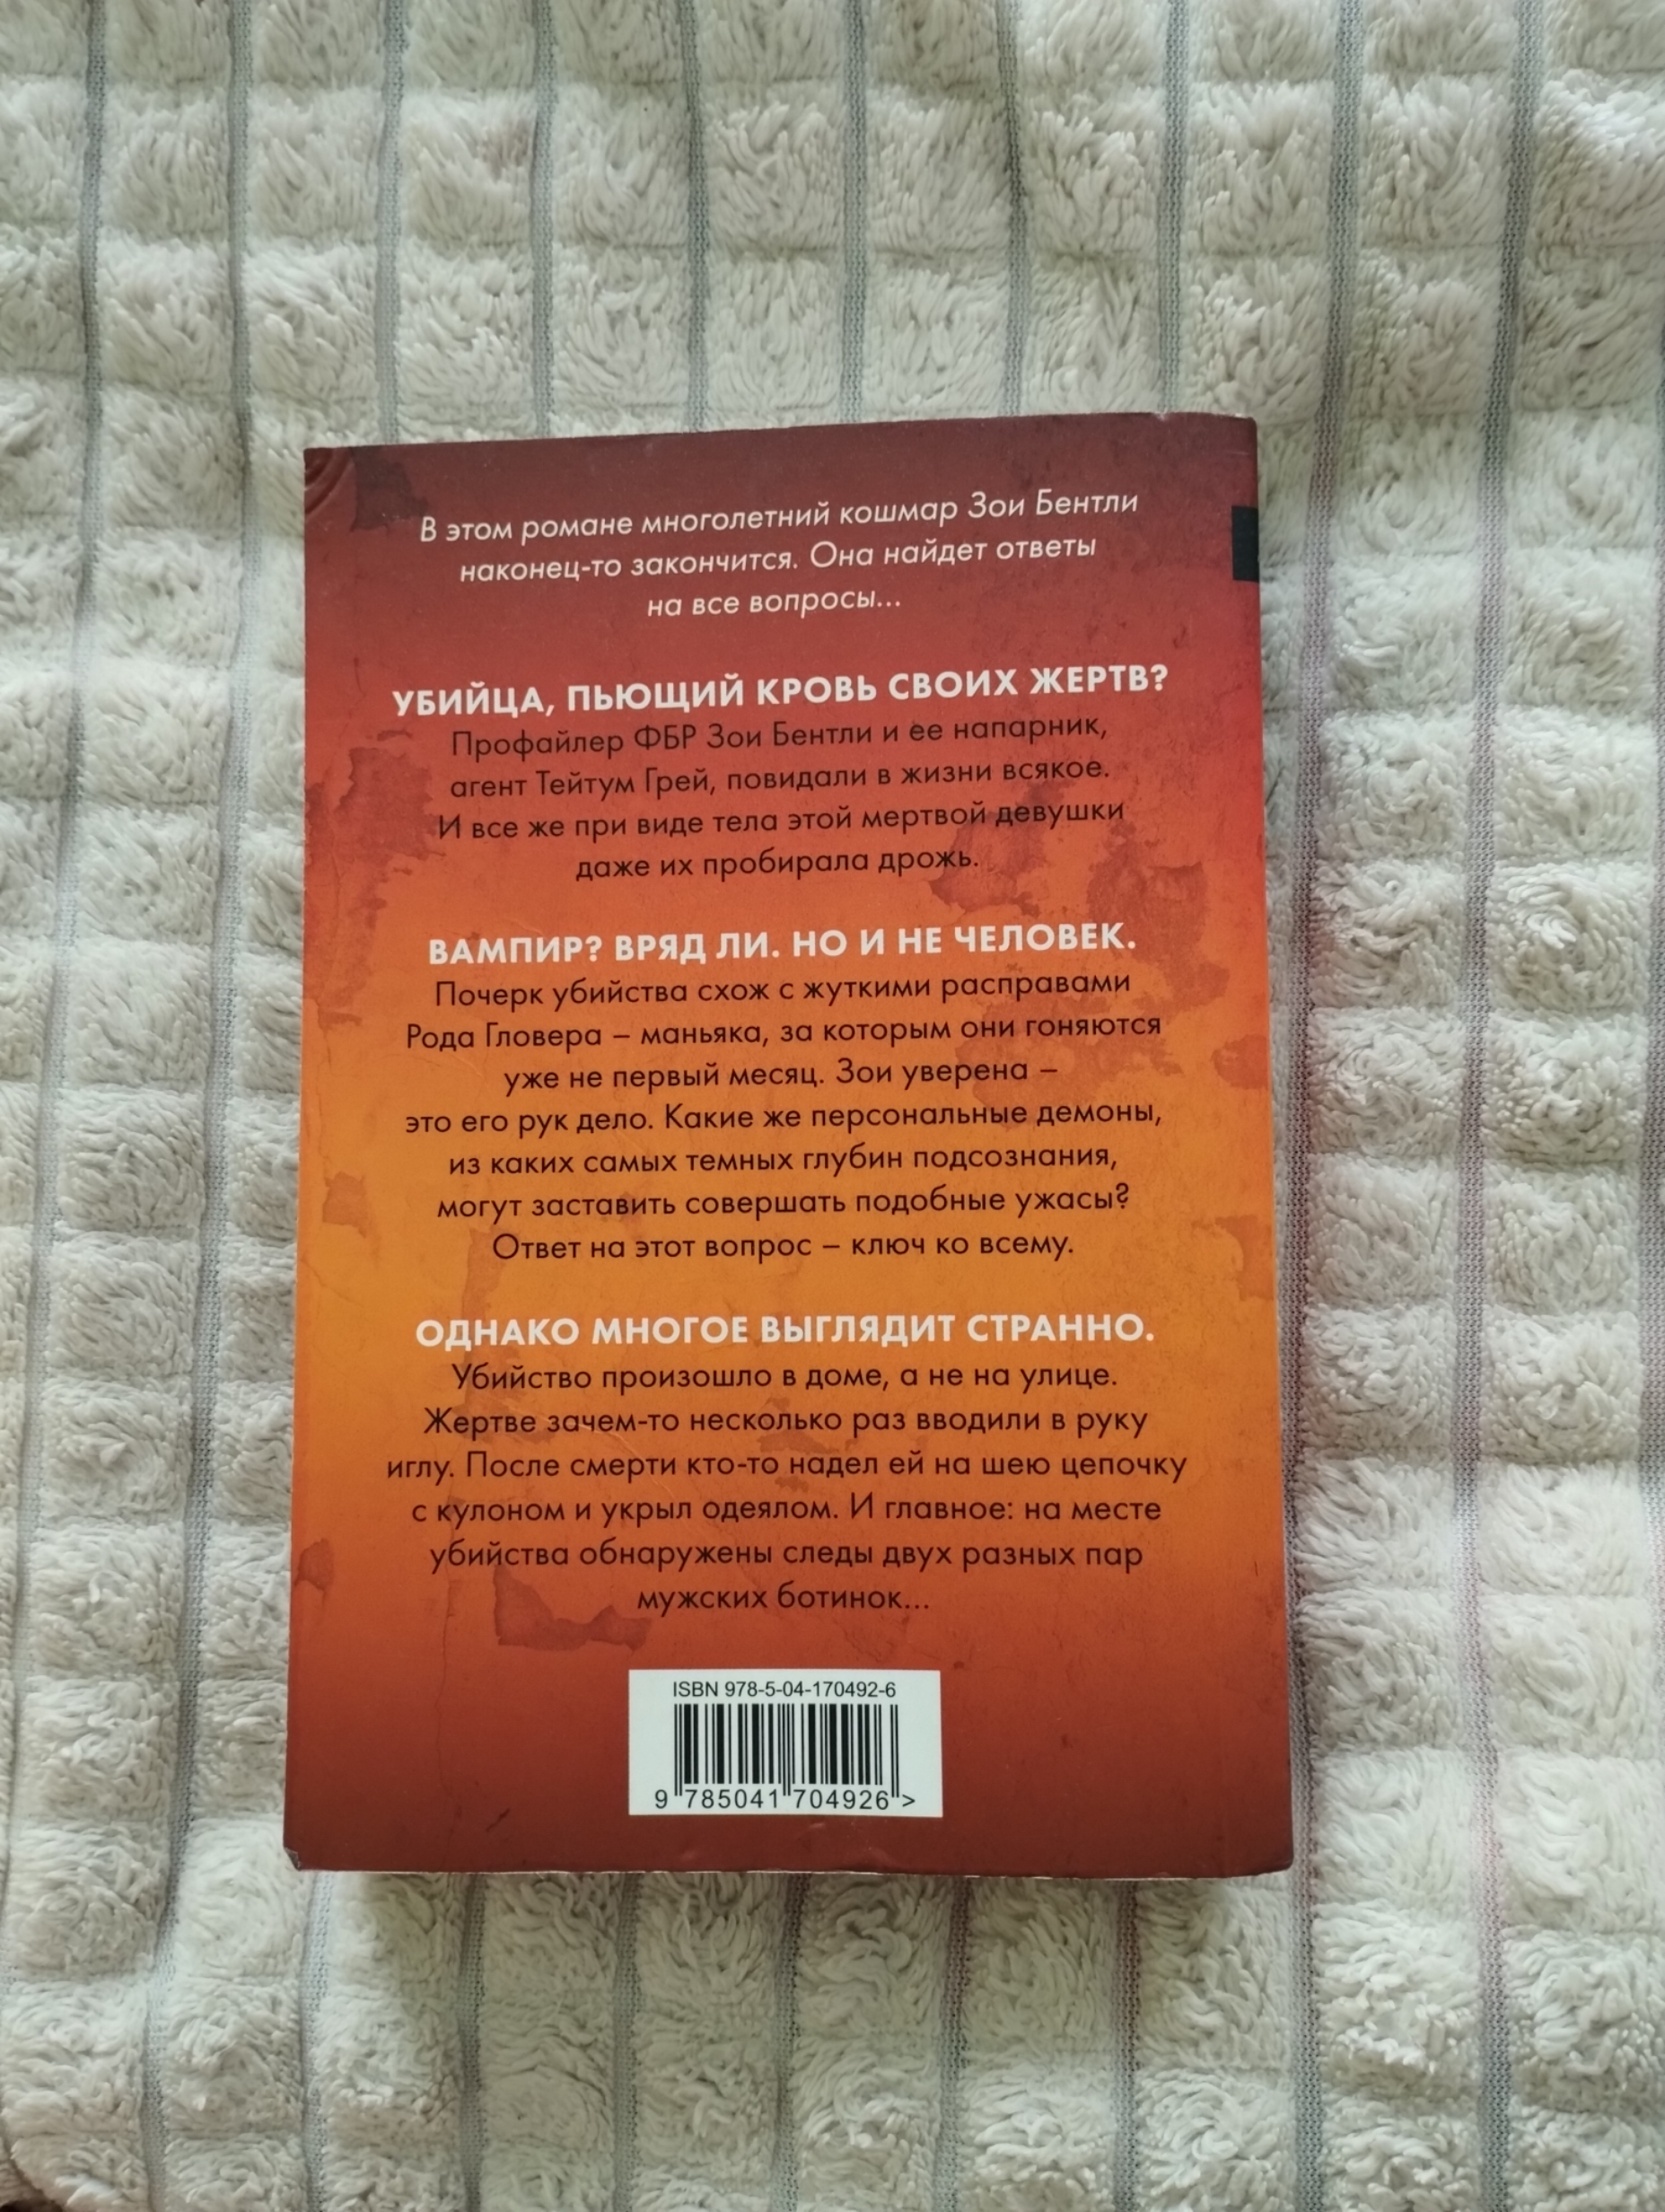 В этом романе многолетний кошмар Зои Бентли
наконец-то закончится. Она найдет ответы
на все вопросы...
УБИЙЦА, ПЬЮЩИЙ КРОВЬ СВОИХ ЖЕРТВ?
Профайлер ФБР Зои Бентли и ее напарник,
агент Тейтум Грей, повидали в жизни всякое.
И все же при виде тела этой мертвой девушки
даже их пробирала дрожь.
ВАМПИР? ВРЯД ЛИ. НО И НЕ ЧЕЛОВЕК.
Почерк убийства схож с жуткими расправами
Рода Гловера – маньяка, за которым они гоняются
уже не первый месяц. Зои уверена –
это его рук дело. Какие же персональные демоны,
из каких самых темных глубин подсознания,
могут заставить совершать подобные ужасы?
Ответ на этот вопрос – ключ ко всему.
ОДНАКО МНОГОЕ ВЫГЛЯДИТ СТРАННО.
Убийство произошло в доме, а не на улице.
Жертве зачем-то несколько раз вводили в руку
иглу. После смерти кто-то надел ей на шею цепочку
с кулоном и укрыл одеялом. И главное: на месте
убийства обнаружены следы двух разных пар
мужских ботинок...
ISBN 978-5-04-170492-6
9 785041 704926 >